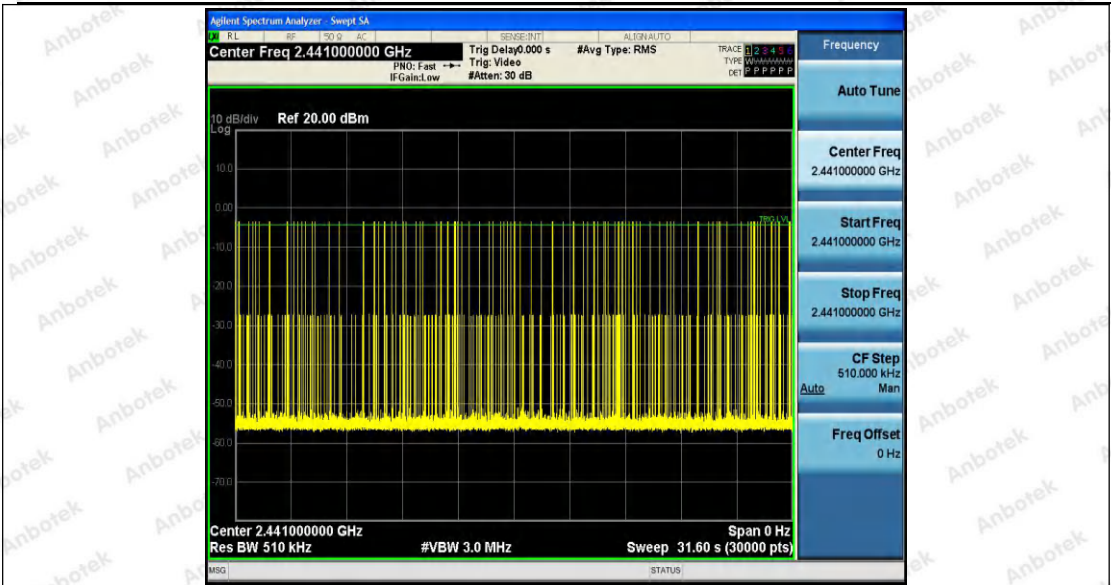 Agilent Spectrum Analyzer - Swept SA
LXI RL RF 50 Ω AC SENSE:INT ALIGN AUTO
Center Freq 2.441000000 GHz
PNO: Fast
IFGain:Low
Trig Delay0.000 s
Trig: Video
#Atten: 30 dB
#Avg Type: RMS
TRACE 1 2 3 4 5 6
TYPE
DET P P P P P P
10 dB/div Ref 20.00 dBm
Log
10.0
0.00
-10.0
-20.0
-30.0
-40.0
-50.0
-60.0
-70.0
TRIG LVL
Center 2.441000000 GHz Span 0 Hz
Res BW 510 kHz #VBW 3.0 MHz Sweep 31.60 s (30000 pts)
MSG STATUS
Frequency
Auto Tune
Center Freq
2.441000000 GHz
Start Freq
2.441000000 GHz
Stop Freq
2.441000000 GHz
CF Step
510.000 kHz
Auto Man
Freq Offset
0 Hz
Anbotek